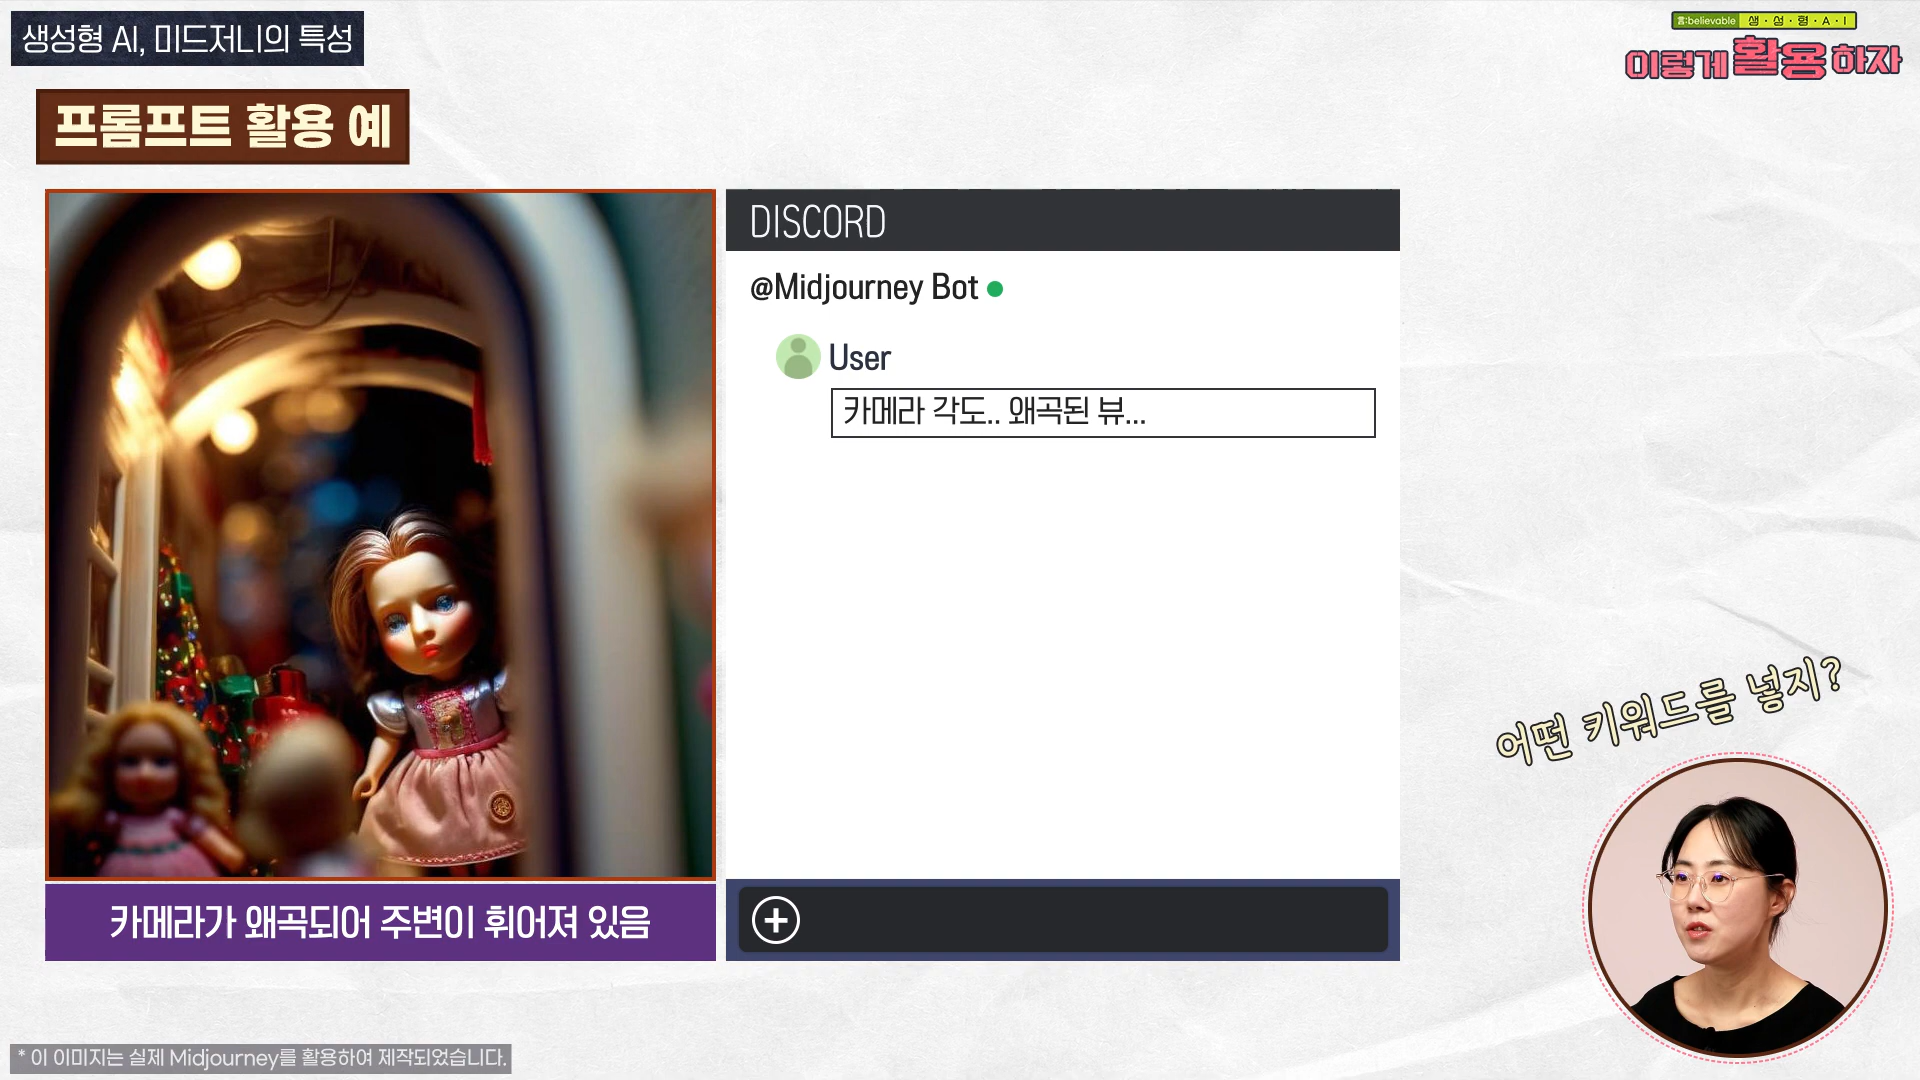 생성형 AI, 미드저니의 특성
言:believable 생·성·형·A·I
이렇게 활용하자
프롬프트 활용 예
DISCORD
@Midjourney Bot
User
카메라 각도.. 왜곡된 뷰...
카메라가 왜곡되어 주변이 휘어져 있음
어떤 키워드를 넣지?
* 이 이미지는 실제 Midjourney를 활용하여 제작되었습니다.